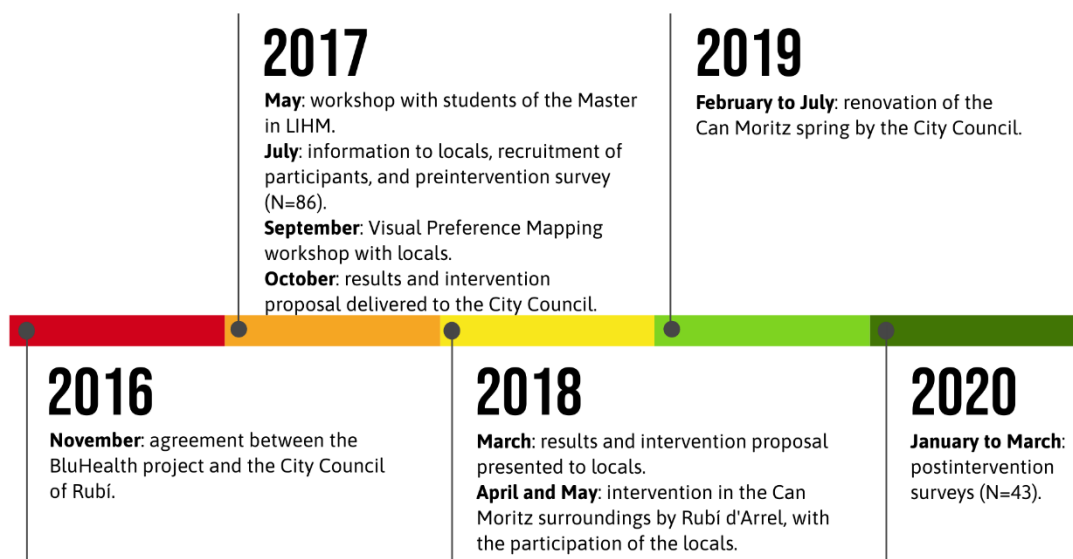 2017
May: workshop with students of the Master
in LIHM.
July: information to locals, recruitment of
participants, and preintervention survey
(N=86).
September: Visual Preference Mapping
workshop with locals.
October: results and intervention
proposal delivered to the City Council.
2019
February to July: renovation of the
Can Moritz spring by the City Council.
2016
November: agreement between the
BluHealth project and the City Council
of Rubí.
2018
March: results and intervention proposal
presented to locals.
April and May: intervention in the Can
Moritz surroundings by Rubí d'Arrel, with
the participation of the locals.
2020
January to March:
postintervention
surveys (N=43).